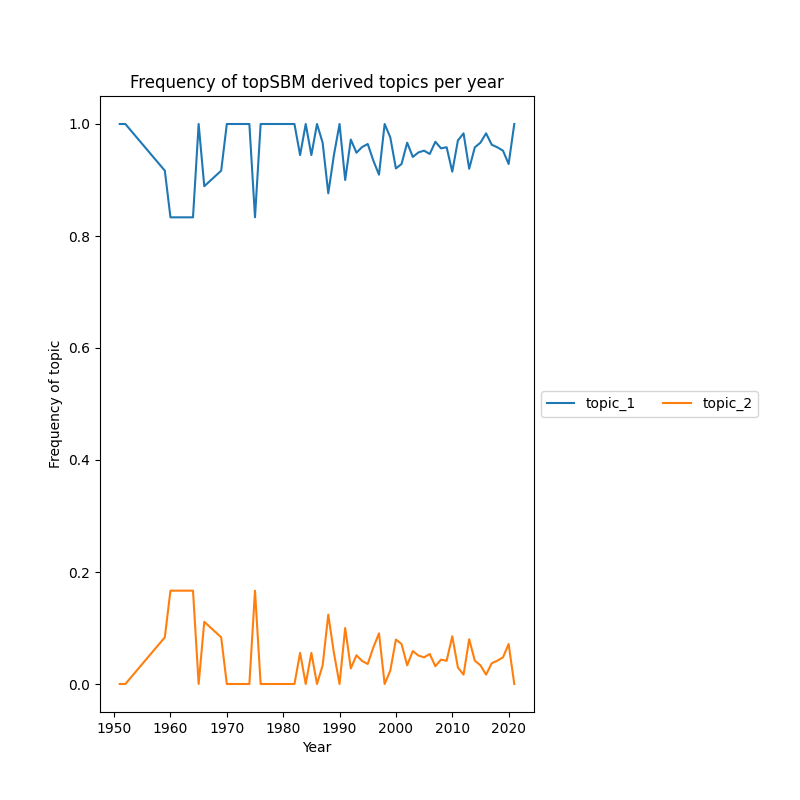 Frequency of topSBM derived topics per year
1.0
0.8
0.6
0.4
0.2
0.0
Frequency of topic
1950 1960 1970 1980 1990 2000 2010 2020
Year
topic_1 topic_2